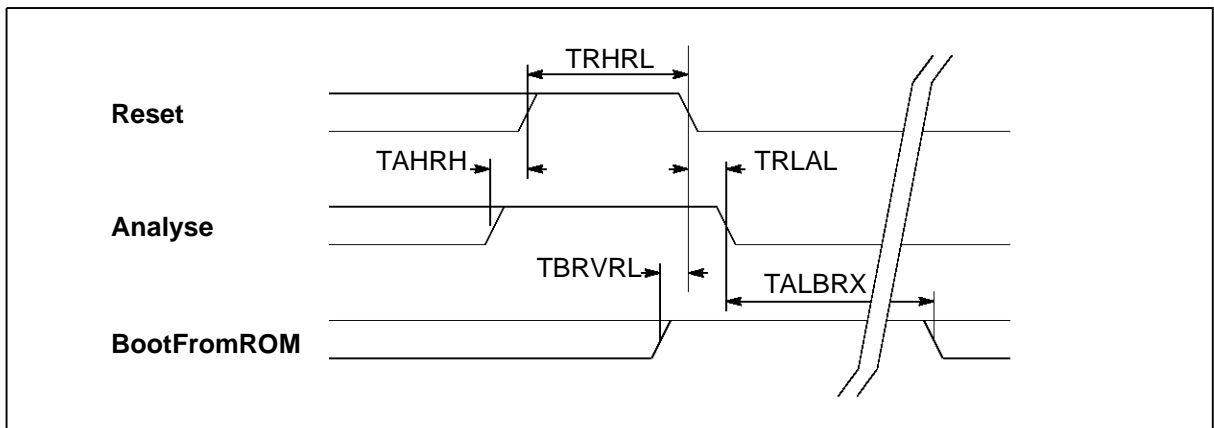 TRHRL
Reset
TAHRH
TRLAL
Analyse
TBRVRL
TALBRX
BootFromROM